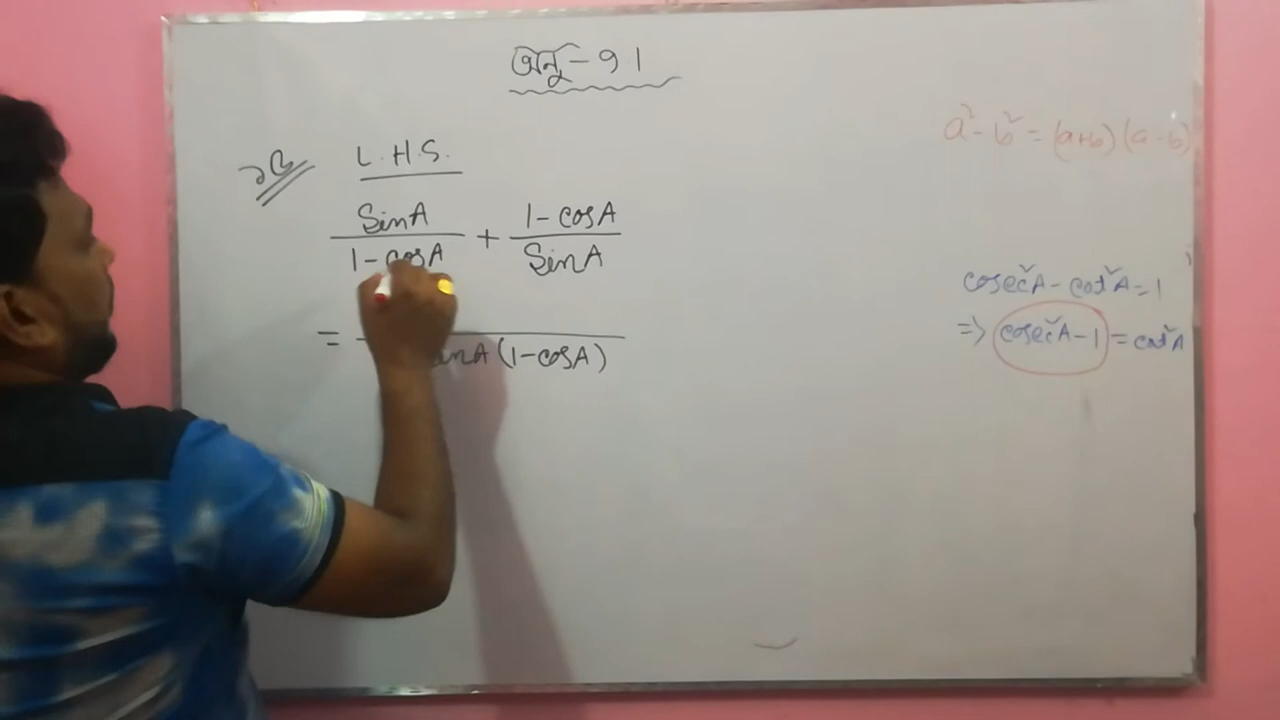 অনু - ৭।
L.H.S.
SinA/1-cosA + 1-cosA/SinA
= SinA(1-cosA)
a² - b² = (a+b)(a-b)
cosec²A - cot²A = 1
=> cosec²A - 1 = cot²A